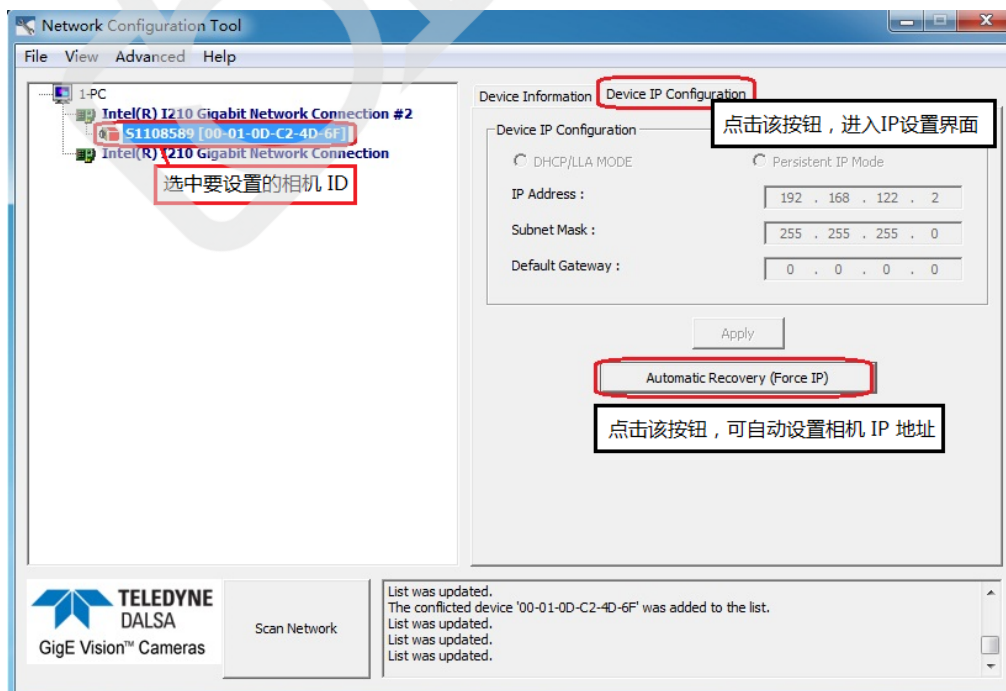 Network Configuration Tool
File View Advanced Help
1-PC
Intel(R) I210 Gigabit Network Connection #2
S1108589 [00-01-0D-C2-4D-6F]
Intel(R) I210 Gigabit Network Connection
选中要设置的相机 ID
Device Information Device IP Configuration
点击该按钮，进入IP设置界面
Device IP Configuration
DHCP/LLA MODE Persistent IP Mode
IP Address : 192 . 168 . 122 . 2
Subnet Mask : 255 . 255 . 255 . 0
Default Gateway : 0 . 0 . 0 . 0
Apply
Automatic Recovery (Force IP)
点击该按钮，可自动设置相机 IP 地址
TELEDYNE
DALSA
GigE Vision™ Cameras
Scan Network
List was updated.
The conflicted device '00-01-0D-C2-4D-6F' was added to the list.
List was updated.
List was updated.
List was updated.